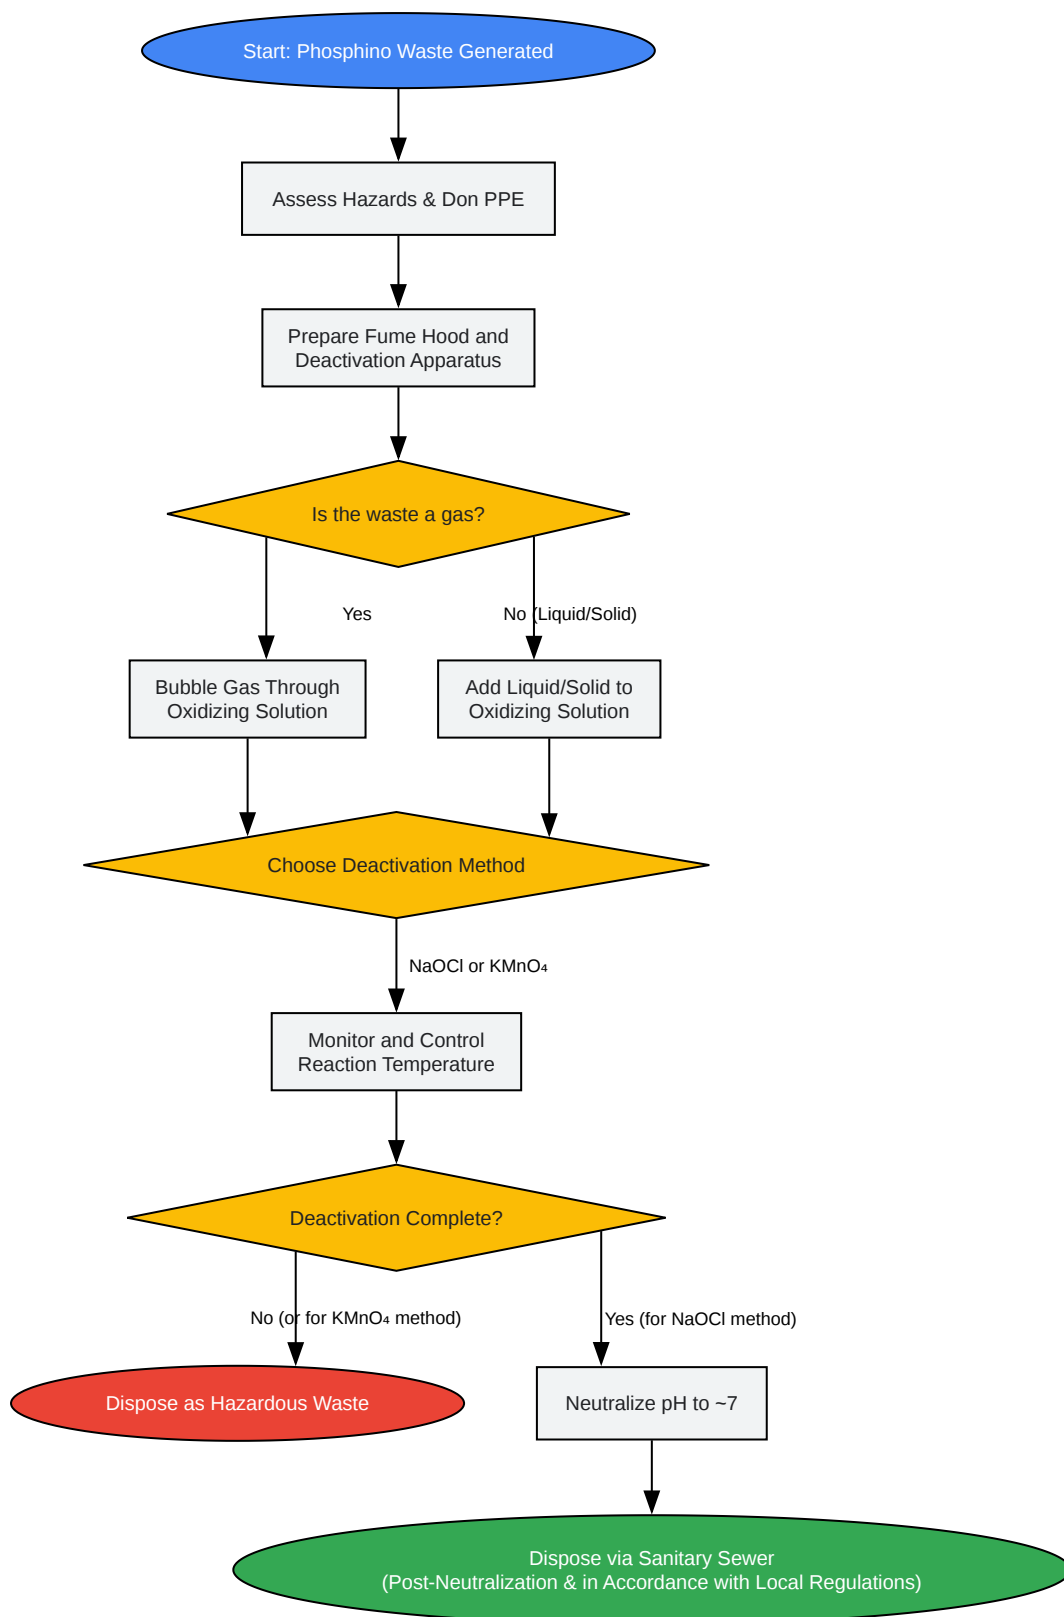 Start: Phosphino Waste Generated
Assess Hazards & Don PPE
Prepare Fume Hood and
Deactivation Apparatus
Is the waste a gas?
Yes
No (Liquid/Solid)
Bubble Gas Through
Oxidizing Solution
Add Liquid/Solid to
Oxidizing Solution
Choose Deactivation Method
NaOCl or KMnO₄
Monitor and Control
Reaction Temperature
Deactivation Complete?
No (or for KMnO₄ method)
Yes (for NaOCl method)
Dispose as Hazardous Waste
Neutralize pH to ~7
Dispose via Sanitary Sewer
(Post-Neutralization & in Accordance with Local Regulations)